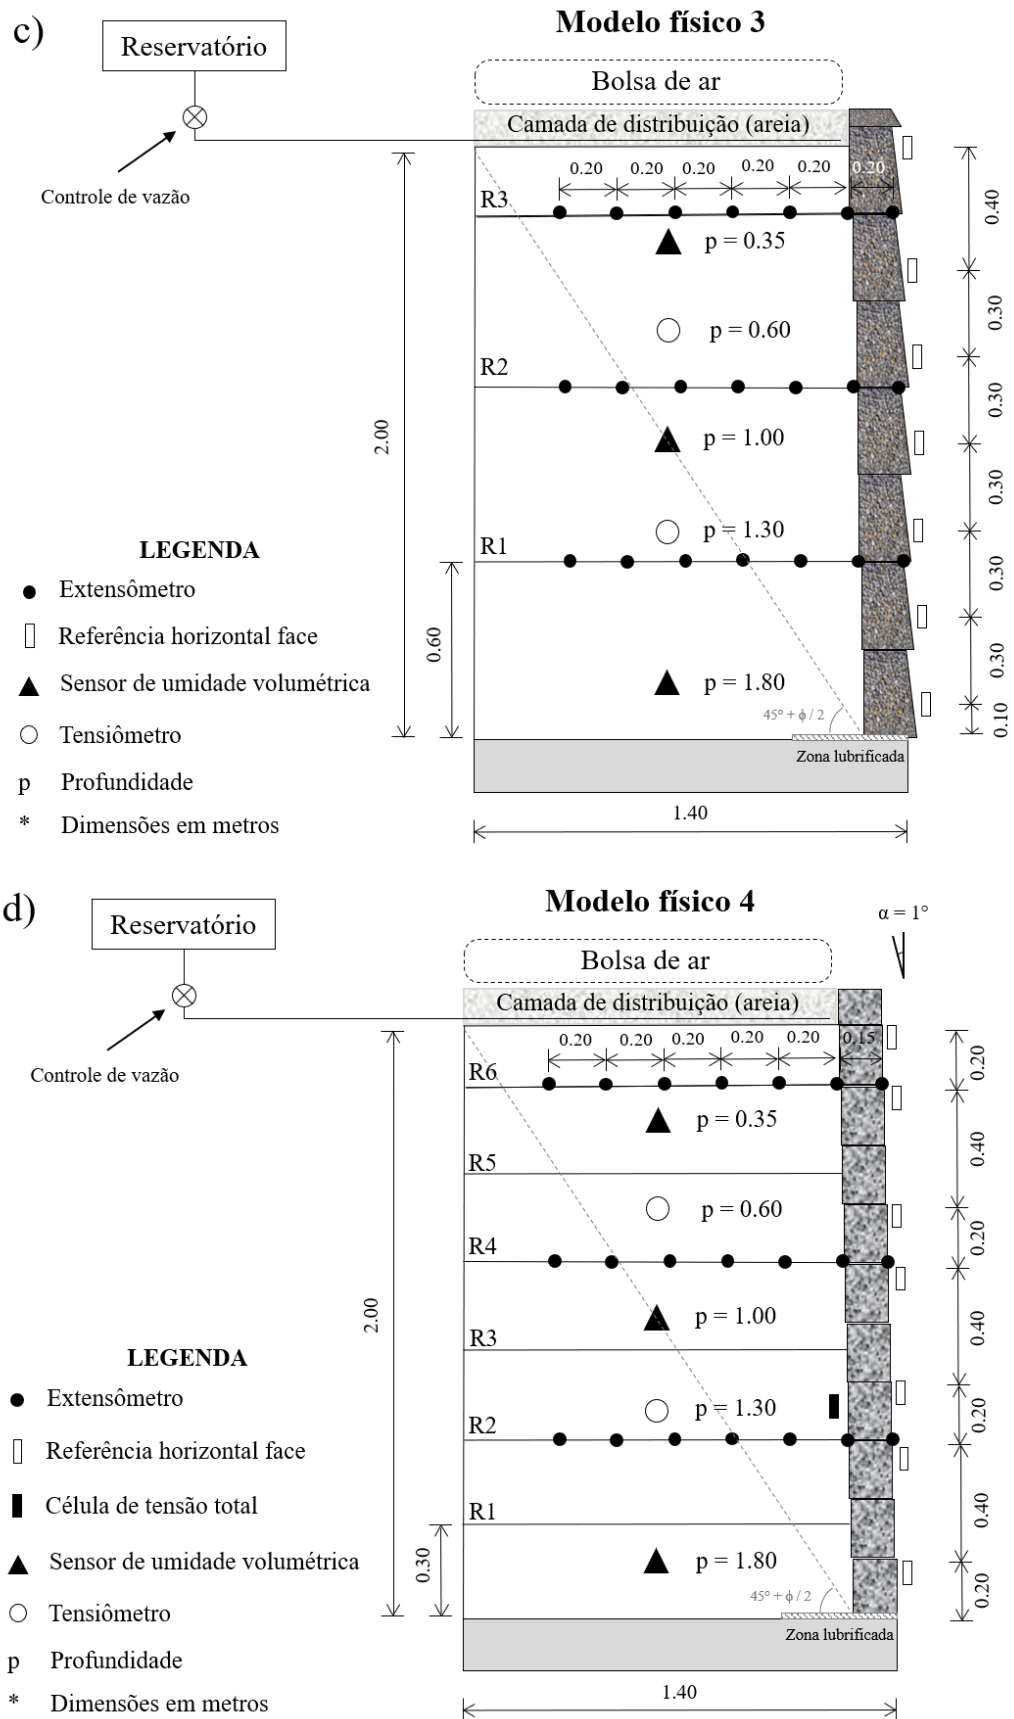 c)
Modelo físico 3
Reservatório
Bolsa de ar
Camada de distribuição (areia)
Controle de vazão
0.20
0.20
0.20
0.20
0.20
0.20
R3
0.40
p = 0.35
0.30
p = 0.60
R2
0.30
2.00
p = 1.00
0.30
p = 1.30
R1
0.30
LEGENDA
Extensômetro
Referência horizontal face
0.60
0.30
Sensor de umidade volumétrica
p = 1.80
45° + ϕ / 2
0.10
Tensiômetro
Zona lubrificada
p Profundidade
1.40
* Dimensões em metros
d)
Modelo físico 4
α = 1°
Reservatório
Bolsa de ar
Camada de distribuição (areia)
Controle de vazão
0.20
0.20
0.20
0.20
0.20
0.15
0.20
R6
p = 0.35
0.40
R5
p = 0.60
0.20
R4
2.00
p = 1.00
0.40
R3
LEGENDA
Extensômetro
p = 1.30
0.20
R2
Referência horizontal face
Célula de tensão total
R1
0.40
Sensor de umidade volumétrica
0.30
p = 1.80
45° + ϕ / 2
0.20
Tensiômetro
Zona lubrificada
p Profundidade
1.40
* Dimensões em metros